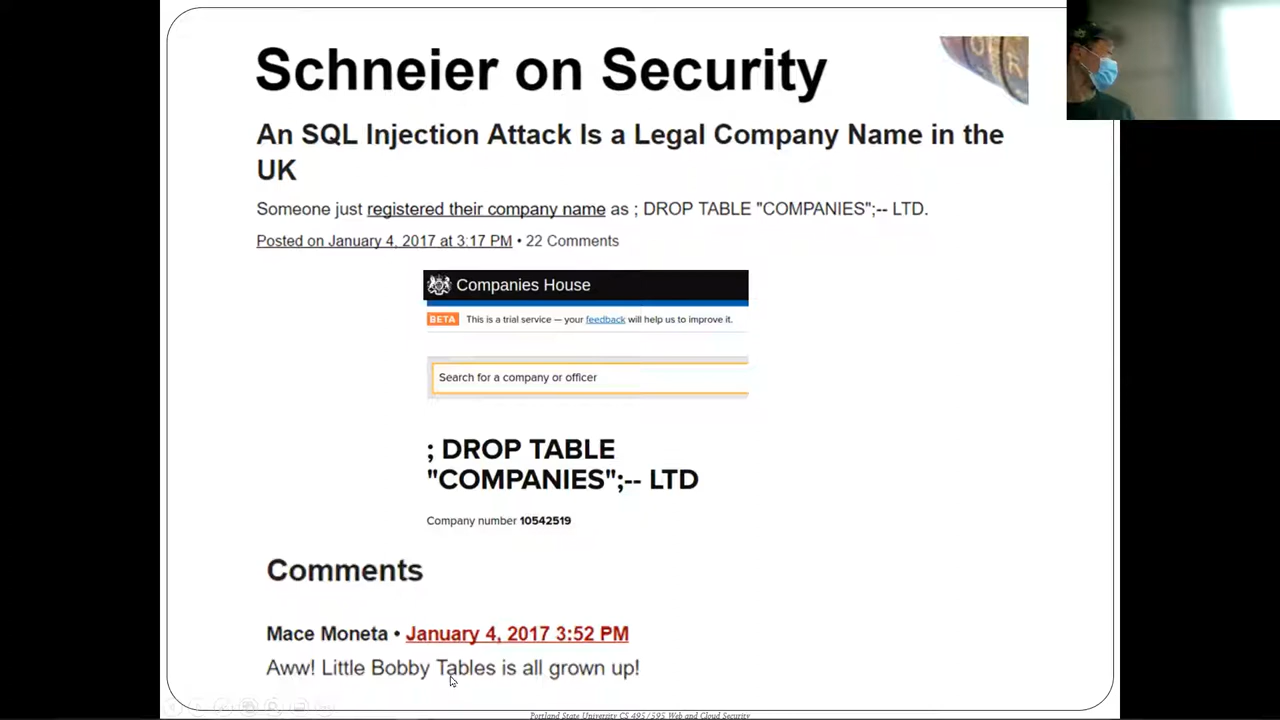 Schneier on Security
An SQL Injection Attack Is a Legal Company Name in the
UK
Someone just registered their company name as ; DROP TABLE "COMPANIES";-- LTD.
Posted on January 4, 2017 at 3:17 PM • 22 Comments
Companies House
BETA This is a trial service — your feedback will help us to improve it.
Search for a company or officer
; DROP TABLE
"COMPANIES";-- LTD
Company number 10542519
Comments
Mace Moneta • January 4, 2017 3:52 PM
Aww! Little Bobby Tables is all grown up!
Portland State University CS 495/595 Web and Cloud Security